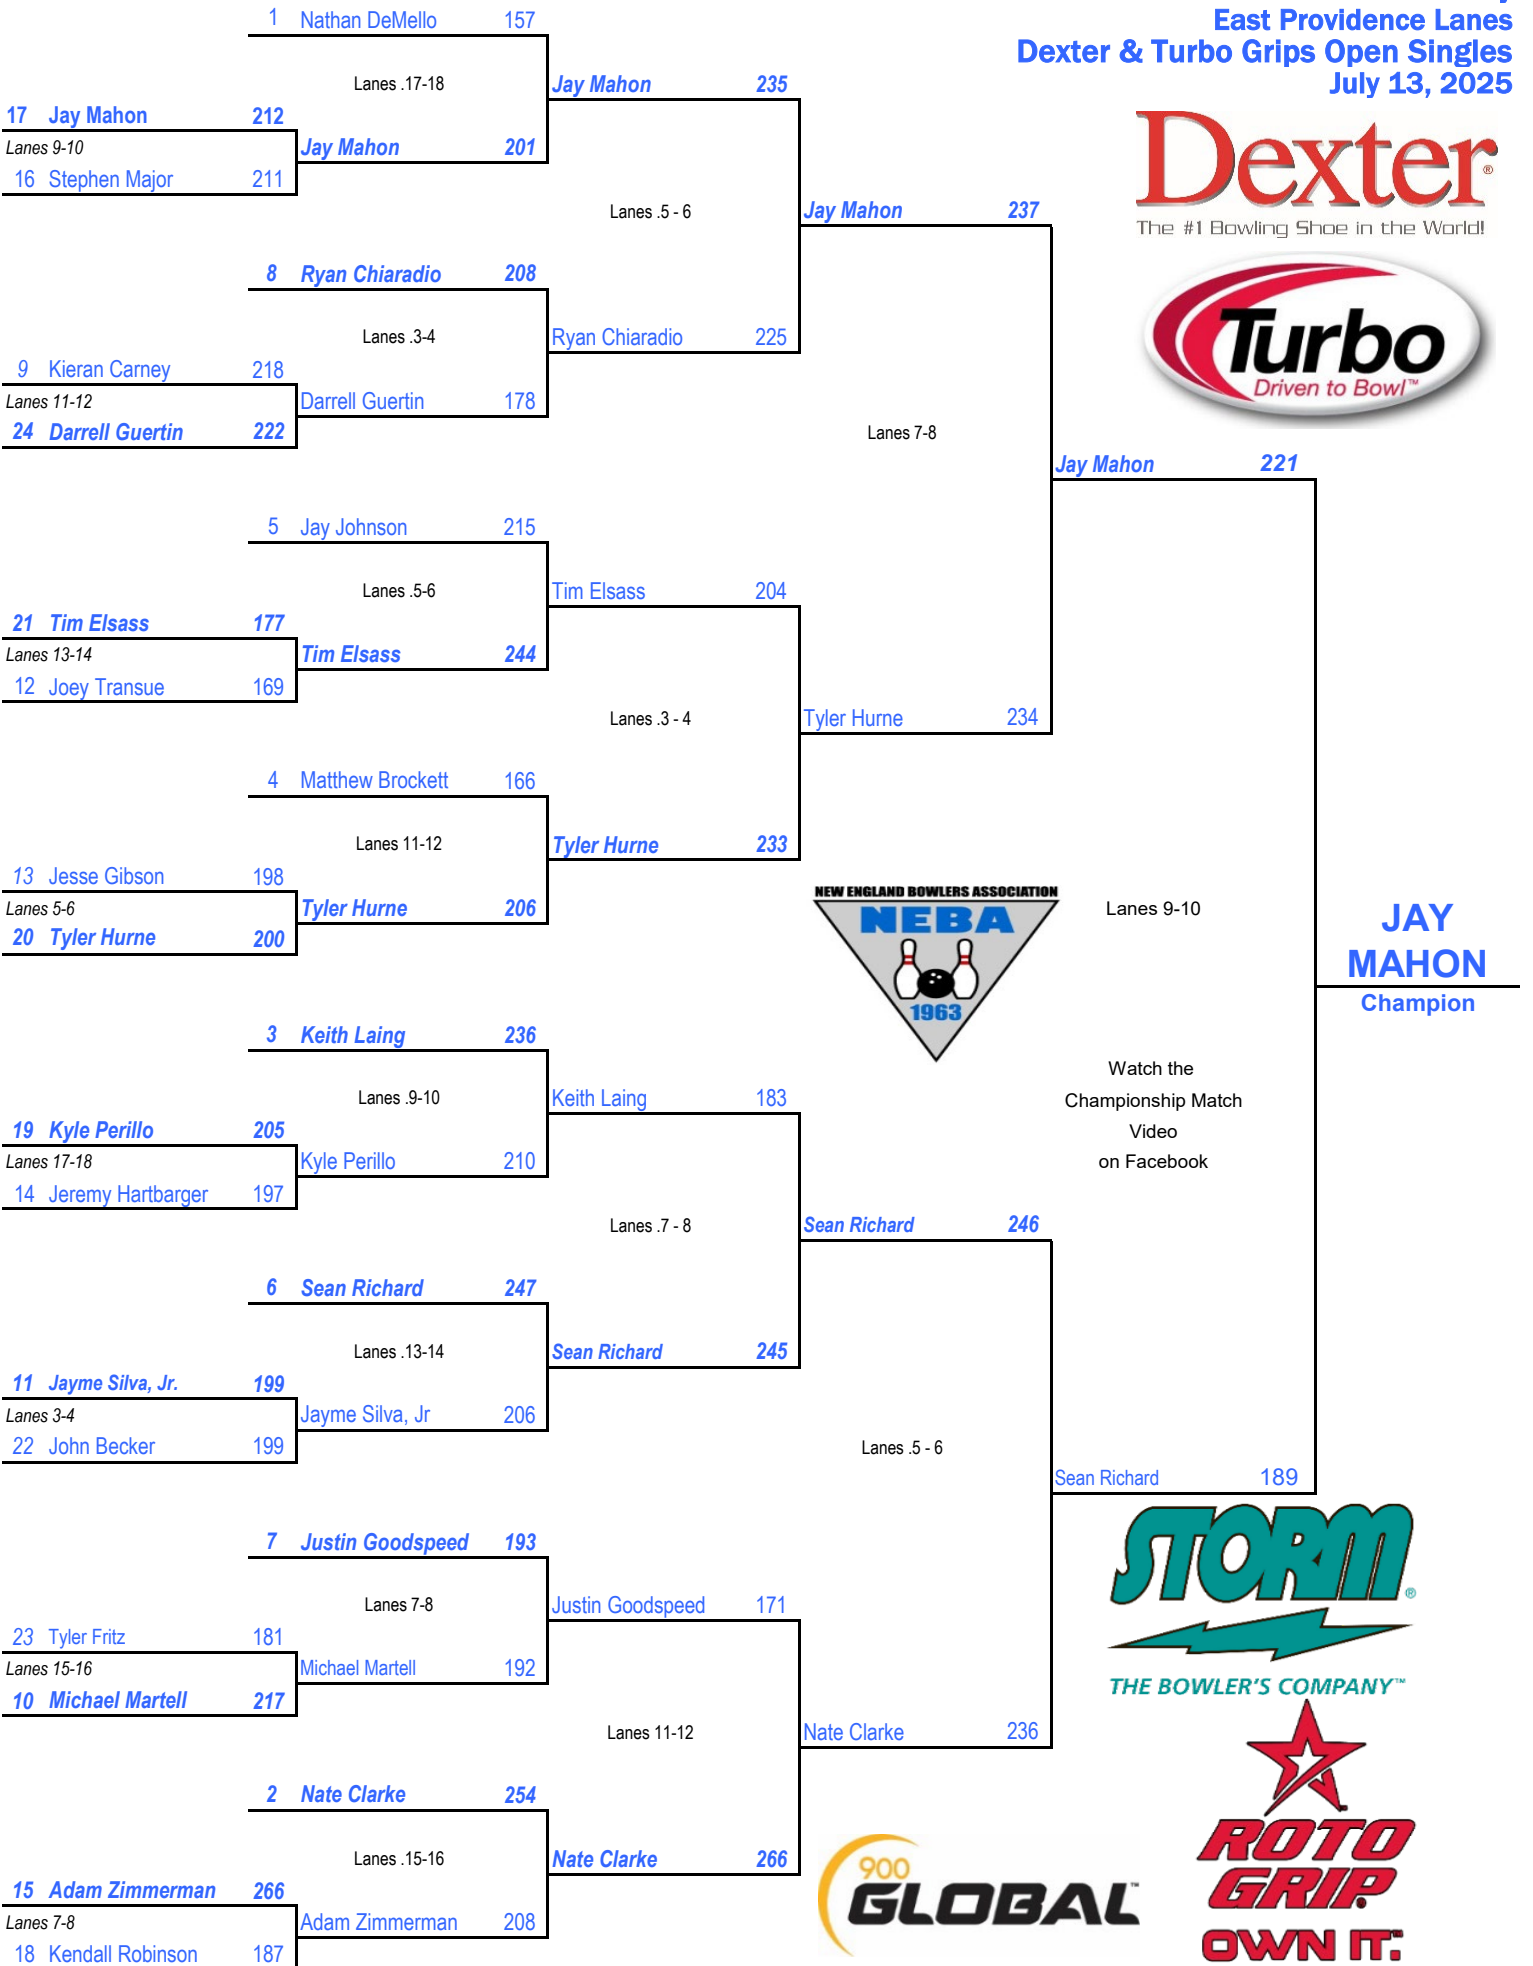 East Providence Lanes
Dexter & Turbo Grips Open Singles
July 13, 2025
Dexter®
The #1 Bowling Shoe in the World!
Turbo
Driven to Bowl™
1 Nathan DeMello 157
Lanes .17-18
Jay Mahon 235
17 Jay Mahon 212
Lanes 9-10
Jay Mahon 201
16 Stephen Major 211
Lanes .5 - 6
Jay Mahon 237
8 Ryan Chiaradio 208
Lanes .3-4
Ryan Chiaradio 225
9 Kieran Carney 218
Lanes 11-12
Darrell Guertin 178
24 Darrell Guertin 222
Lanes 7-8
Jay Mahon 221
5 Jay Johnson 215
Lanes .5-6
Tim Elsass 204
21 Tim Elsass 177
Lanes 13-14
Tim Elsass 244
12 Joey Transue 169
Lanes .3 - 4
Tyler Hurne 234
4 Matthew Brockett 166
Lanes 11-12
Tyler Hurne 233
13 Jesse Gibson 198
Lanes 5-6
Tyler Hurne 206
20 Tyler Hurne 200
NEW ENGLAND BOWLERS ASSOCIATION
NEBA
1963
Lanes 9-10
JAY
MAHON
Champion
Watch the
Championship Match
Video
on Facebook
3 Keith Laing 236
Lanes .9-10
Keith Laing 183
19 Kyle Perillo 205
Lanes 17-18
Kyle Perillo 210
14 Jeremy Hartbarger 197
Lanes .7 - 8
Sean Richard 246
6 Sean Richard 247
Lanes .13-14
Sean Richard 245
11 Jayme Silva, Jr. 199
Lanes 3-4
Jayme Silva, Jr 206
22 John Becker 199
Lanes .5 - 6
Sean Richard 189
7 Justin Goodspeed 193
Lanes 7-8
Justin Goodspeed 171
23 Tyler Fritz 181
Lanes 15-16
Michael Martell 192
10 Michael Martell 217
Lanes 11-12
Nate Clarke 236
2 Nate Clarke 254
Lanes .15-16
Nate Clarke 266
15 Adam Zimmerman 266
Lanes 7-8
Adam Zimmerman 208
18 Kendall Robinson 187
STORM®
THE BOWLER'S COMPANY™
900
GLOBAL™
ROTO
GRIP
OWN IT.™